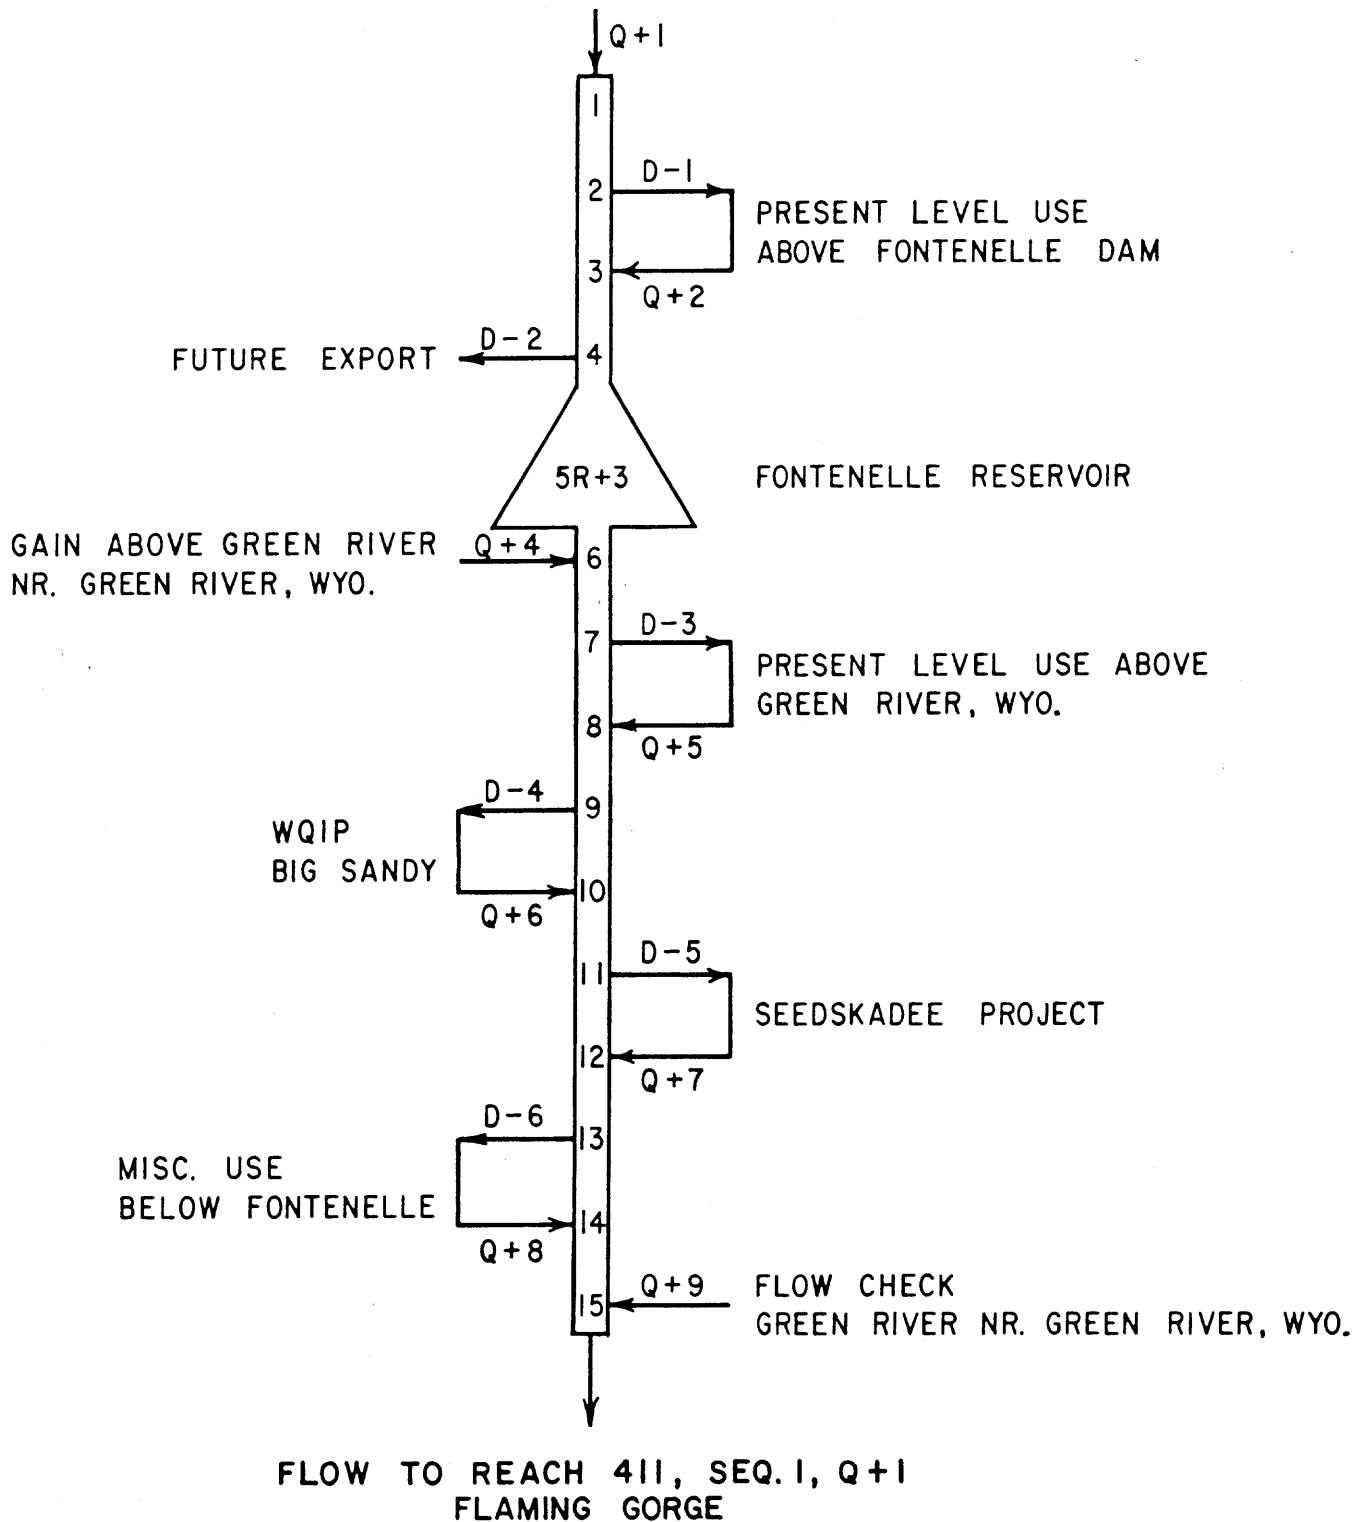 Q+1
1
D-1
2
PRESENT LEVEL USE
ABOVE FONTENELLE DAM
3
Q+2
D-2
FUTURE EXPORT
4
5R+3
FONTENELLE RESERVOIR
GAIN ABOVE GREEN RIVER
NR. GREEN RIVER, WYO.
Q+4
6
D-3
7
PRESENT LEVEL USE ABOVE
GREEN RIVER, WYO.
8
Q+5
D-4
9
WQIP
BIG SANDY
10
Q+6
D-5
11
SEEDSKADEE PROJECT
12
Q+7
D-6
13
MISC. USE
BELOW FONTENELLE
14
Q+8
Q+9
15
FLOW CHECK
GREEN RIVER NR. GREEN RIVER, WYO.
FLOW TO REACH 411, SEQ. 1, Q+1
FLAMING GORGE